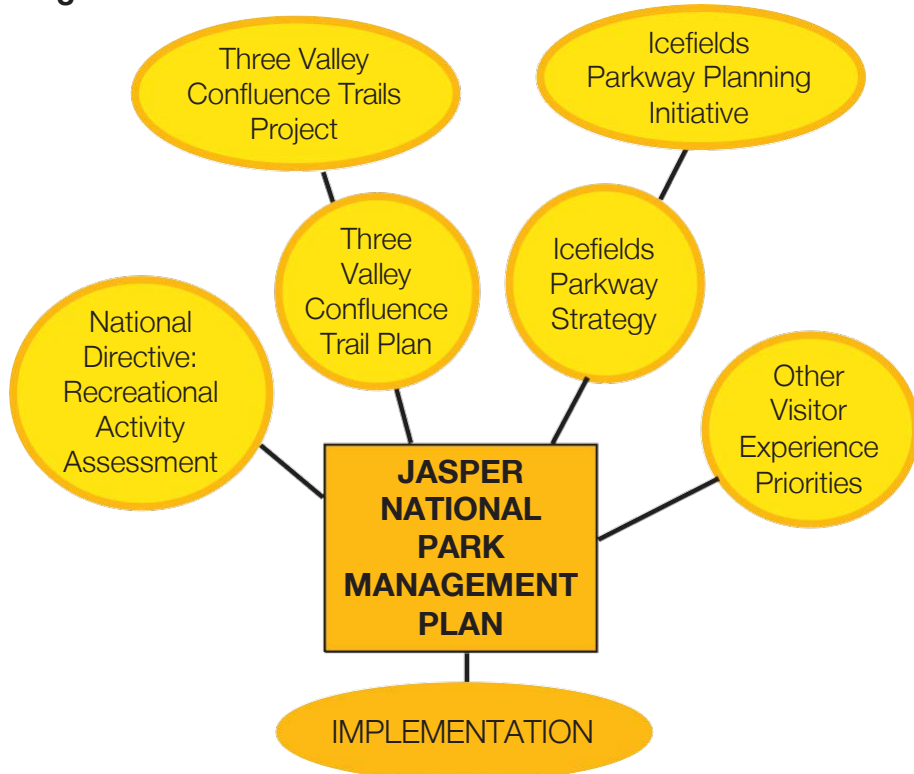 Three Valley
Confluence Trails
Project
Icefields
Parkway Planning
Initiative
Three
Valley
Confluence
Trail Plan
Icefields
Parkway
Strategy
National
Directive:
Recreational
Activity
Assessment
Other
Visitor
Experience
Priorities
JASPER
NATIONAL
PARK
MANAGEMENT
PLAN
IMPLEMENTATION